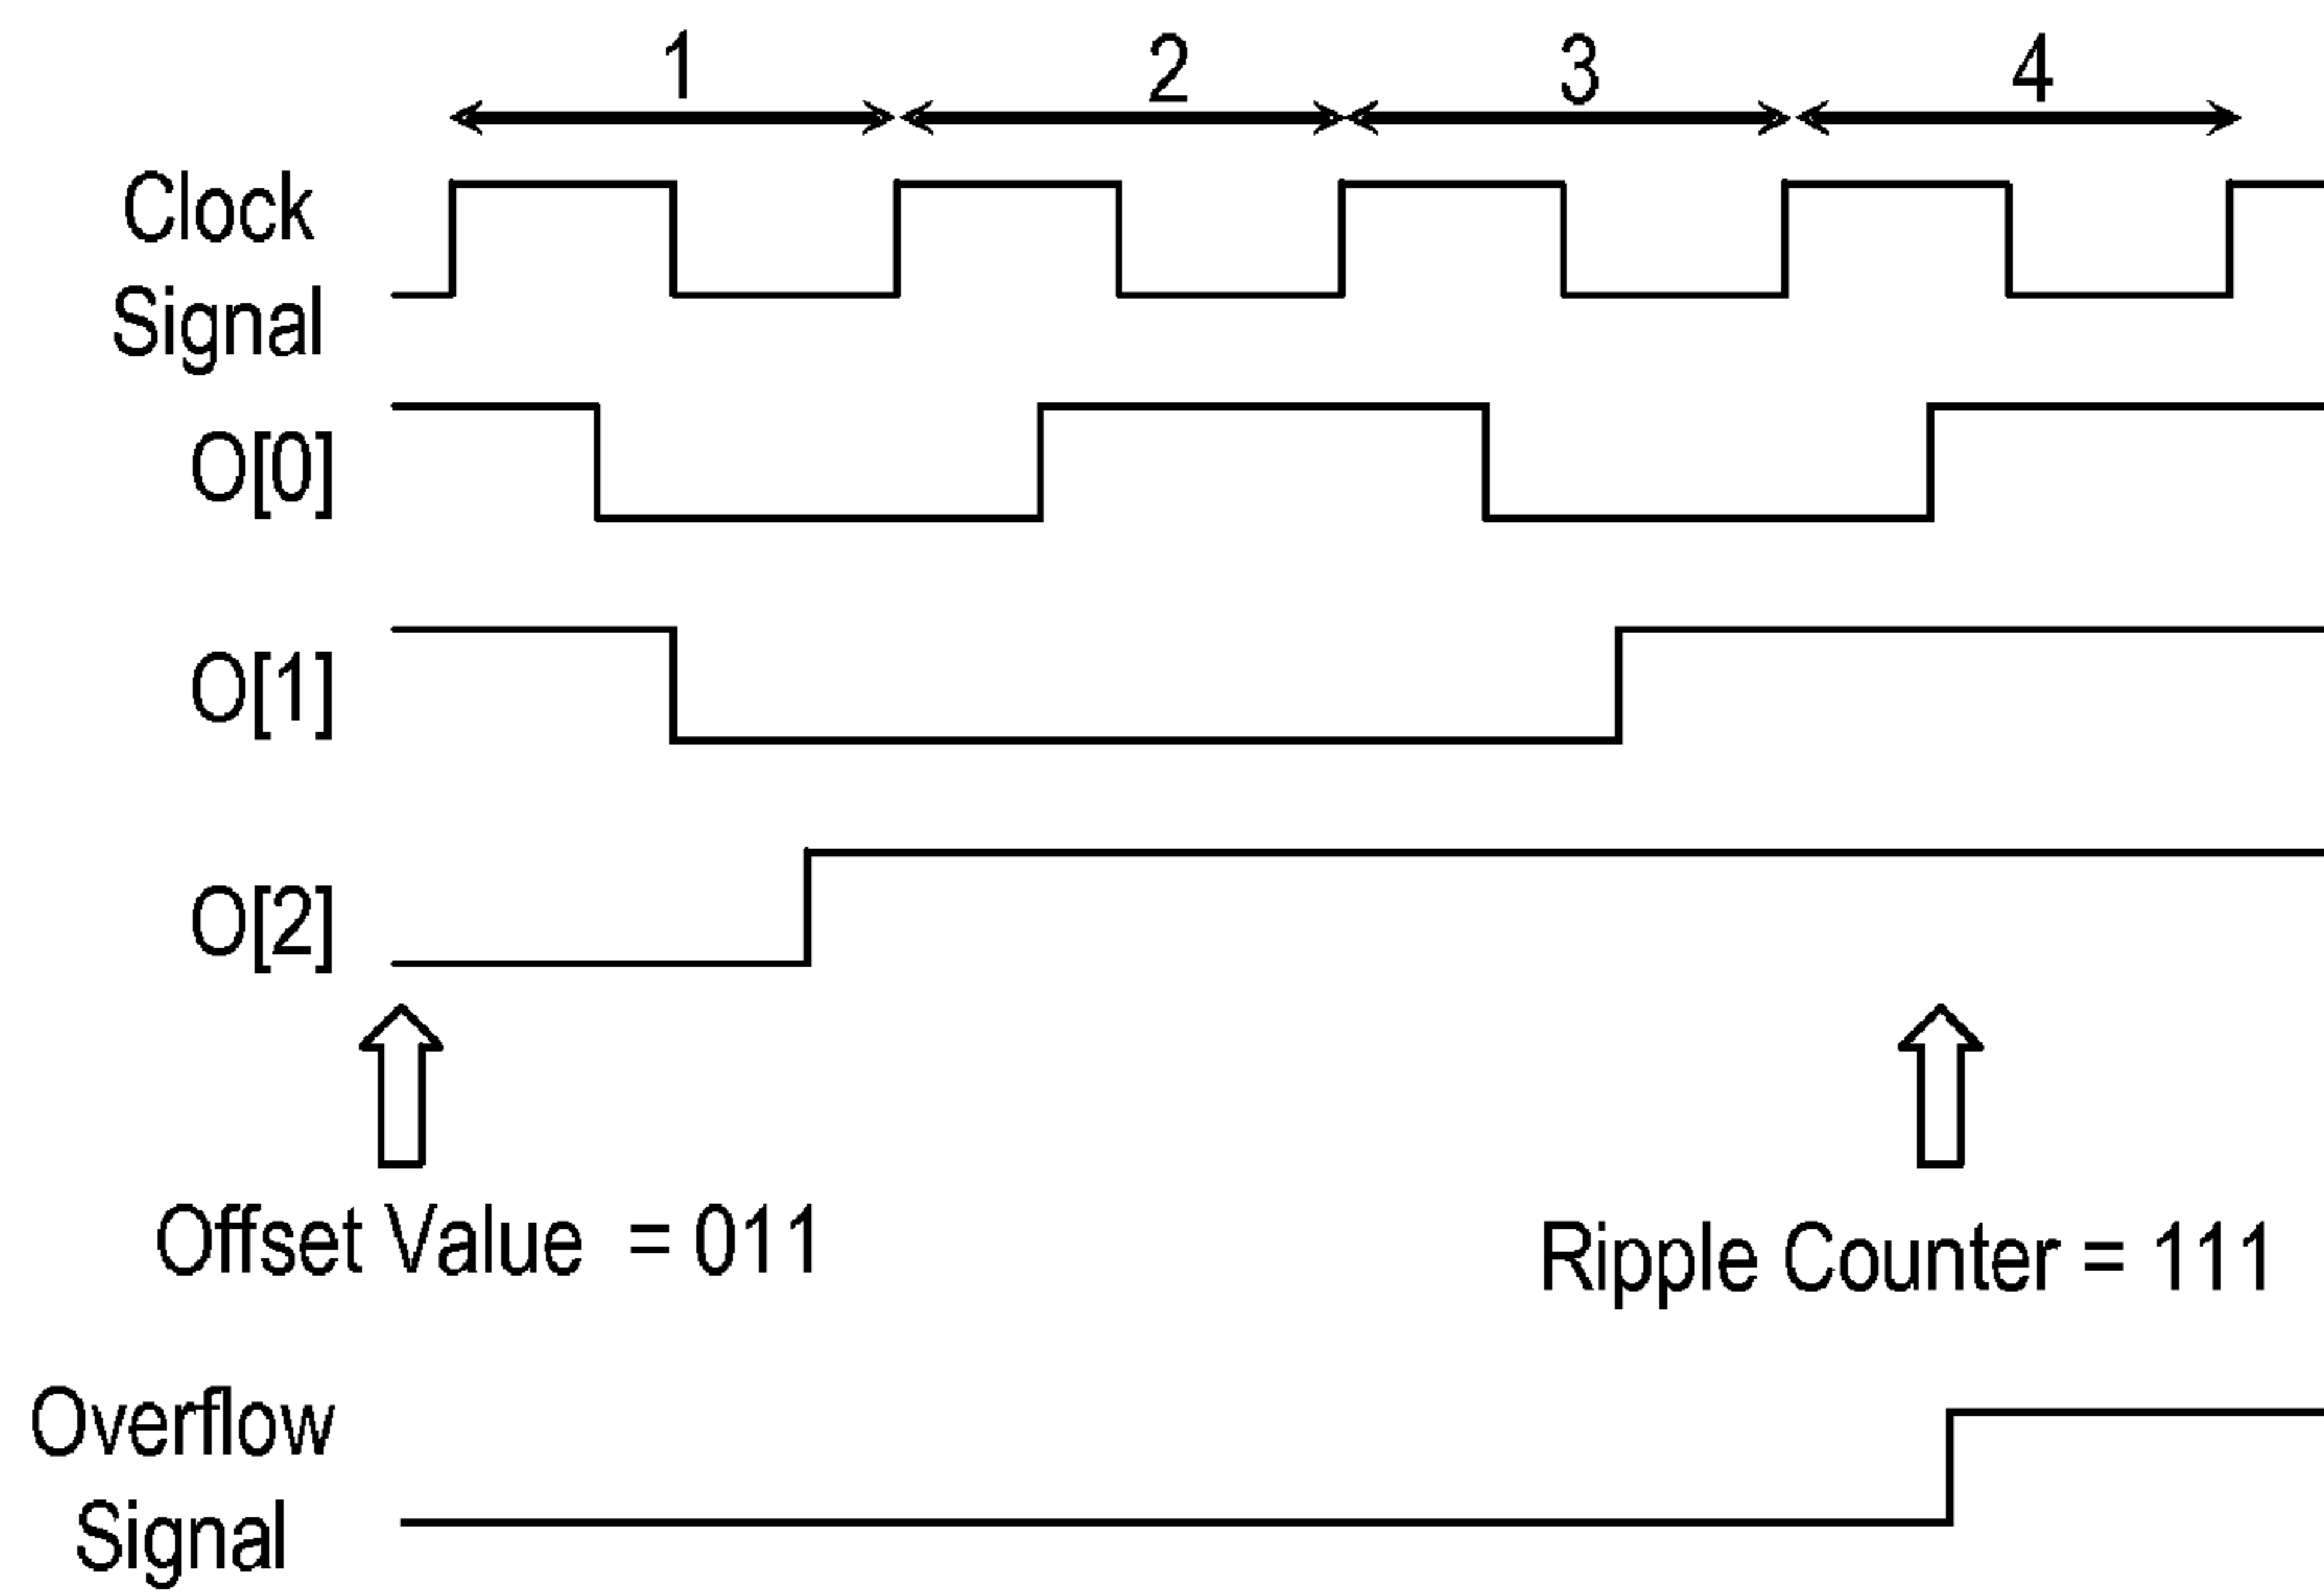 1 2 3 4
Clock
Signal
O[0]
O[1]
O[2]
Offset Value = 011
Ripple Counter = 111
Overflow
Signal